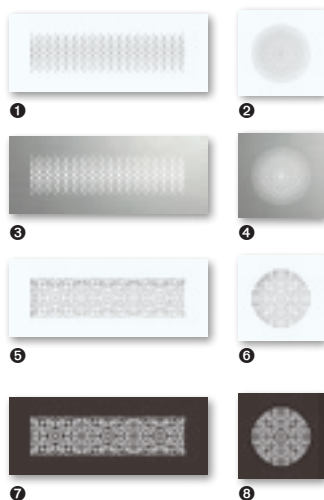 ❶ ❷
❸ ❹
❺ ❻
❼ ❽